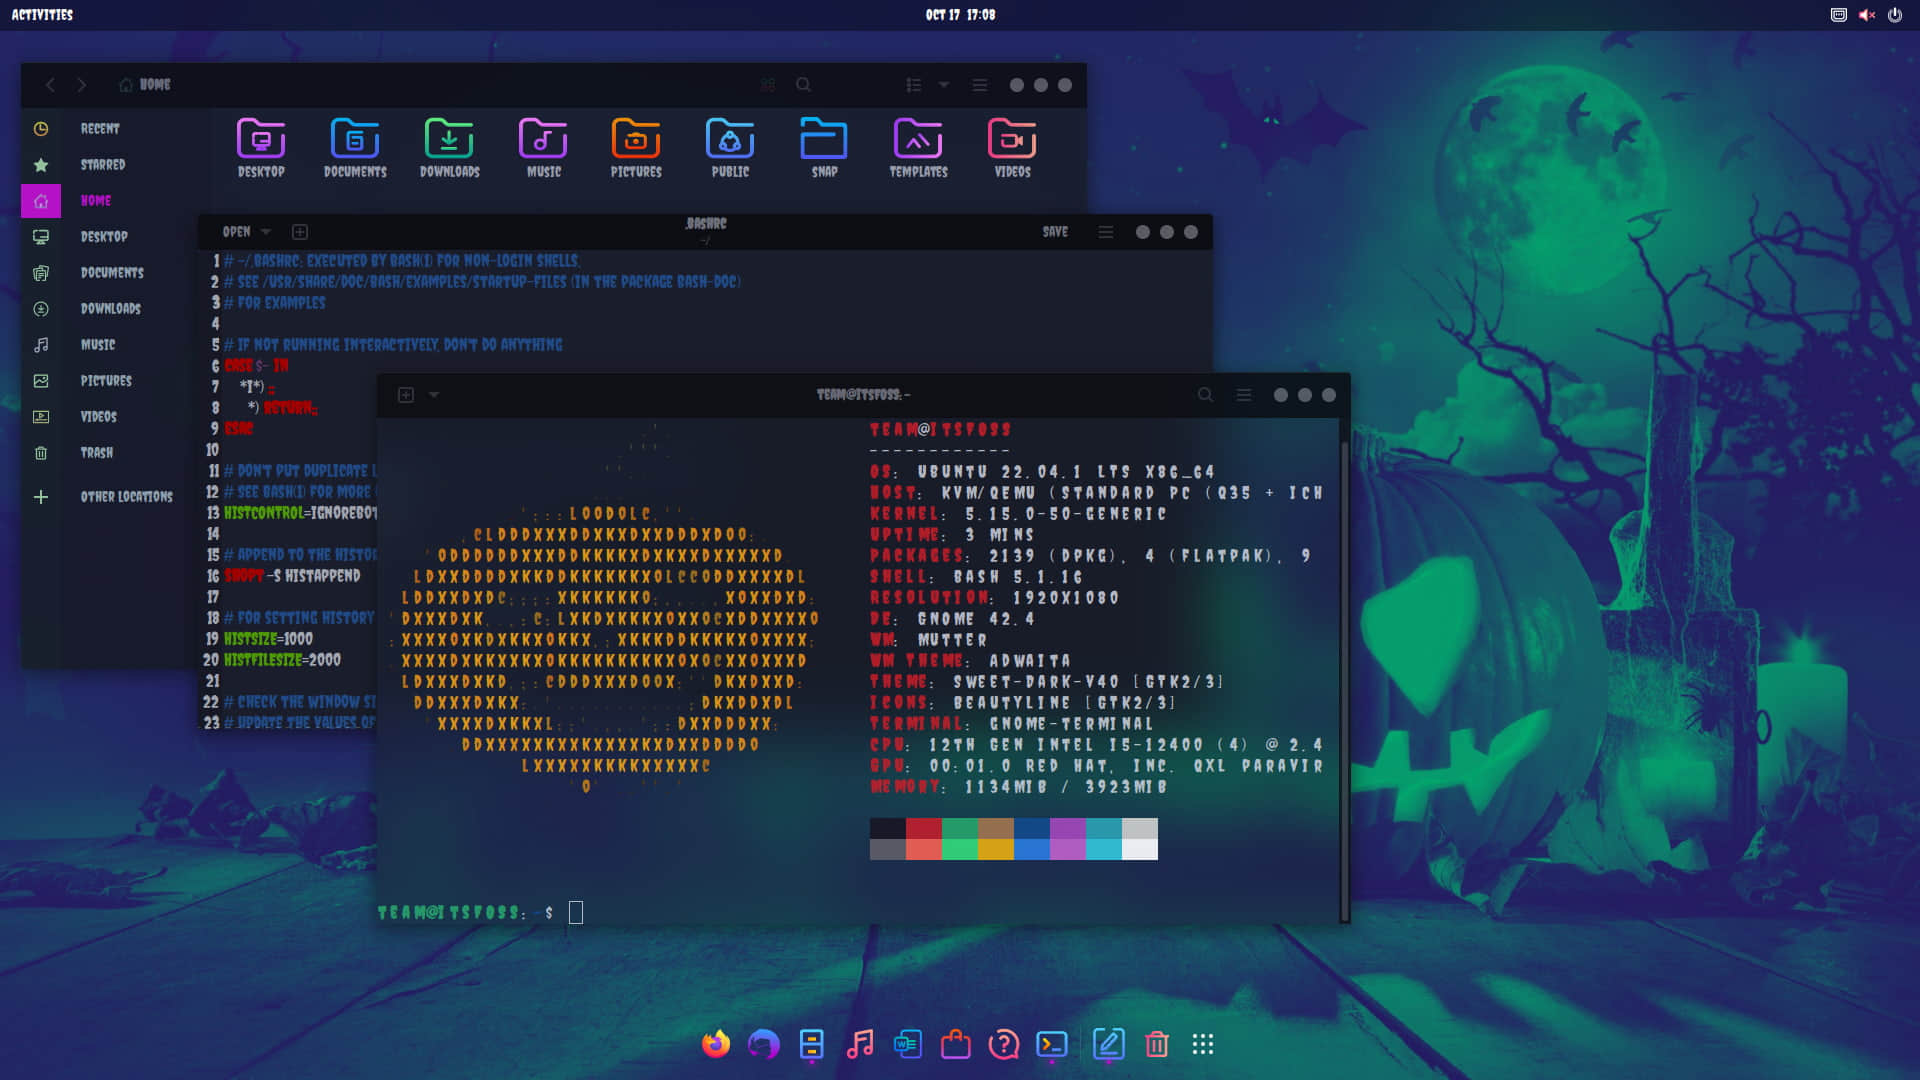 ACTIVITIES
OCT 17 17:08
HOME
RECENT
STARRED
HOME
DESKTOP
DOCUMENTS
DOWNLOADS
MUSIC
PICTURES
VIDEOS
TRASH
OTHER LOCATIONS
DESKTOP
DOCUMENTS
DOWNLOADS
MUSIC
PICTURES
PUBLIC
SNAP
TEMPLATES
VIDEOS
OPEN
.BASHRC
~/
SAVE
1 # ~/.BASHRC: EXECUTED BY BASH(1) FOR NON-LOGIN SHELLS.
2 # SEE /USR/SHARE/DOC/BASH/EXAMPLES/STARTUP-FILES (IN THE PACKAGE BASH-DOC)
3 # FOR EXAMPLES
4
5 # IF NOT RUNNING INTERACTIVELY, DON'T DO ANYTHING
6 CASE $- IN
7 *I*) ;;
8 *) RETURN;;
9 ESAC
10
11 # DON'T PUT DUPLICATE L
12 # SEE BASH(1) FOR MORE
13 HISTCONTROL=IGNOREBOT
14
15 # APPEND TO THE HISTOR
16 SHOPT -S HISTAPPEND
17
18 # FOR SETTING HISTORY
19 HISTSIZE=1000
20 HISTFILESIZE=2000
21
22 # CHECK THE WINDOW SI
23 # UPDATE THE VALUES OF
TEAM@ITSFOSS: ~
TEAM@ITSFOSS
------------
OS: UBUNTU 22.04.1 LTS X86_64
HOST: KVM/QEMU (STANDARD PC (Q35 + ICH
KERNEL: 5.15.0-50-GENERIC
UPTIME: 3 MINS
PACKAGES: 2139 (DPKG), 4 (FLATPAK), 9
SHELL: BASH 5.1.16
RESOLUTION: 1920X1080
DE: GNOME 42.4
WM: MUTTER
WM THEME: ADWAITA
THEME: SWEET-DARK-V40 [GTK2/3]
ICONS: BEAUTYLINE [GTK2/3]
TERMINAL: GNOME-TERMINAL
CPU: 12TH GEN INTEL I5-12400 (4) @ 2.4
GPU: 00:01.0 RED HAT, INC. QXL PARAVIR
MEMORY: 1134MIB / 3923MIB
TEAM@ITSFOSS:~$